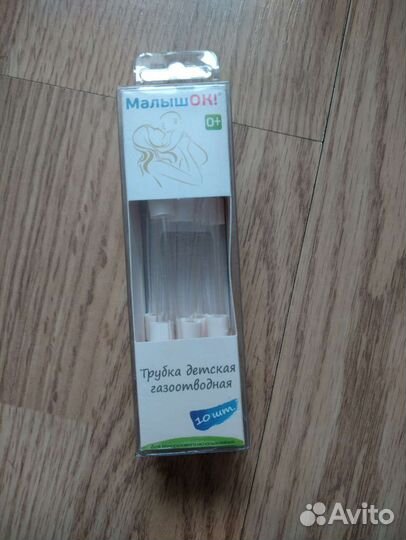 МалышОК!
0+
Трубка детская
газоотводная
10 шт.
Avito